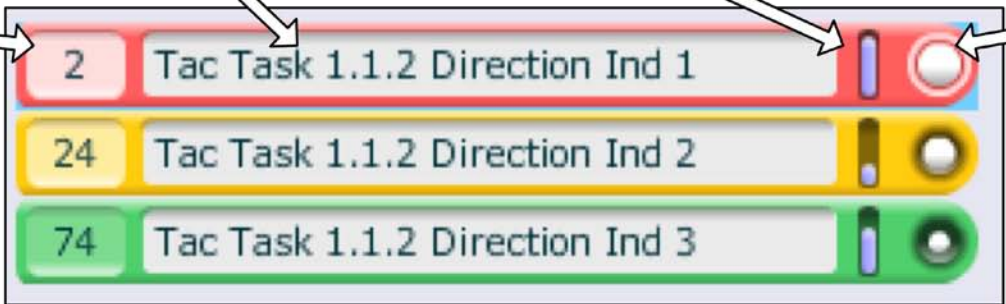 2 Tac Task 1.1.2 Direction Ind 1
24 Tac Task 1.1.2 Direction Ind 2
74 Tac Task 1.1.2 Direction Ind 3